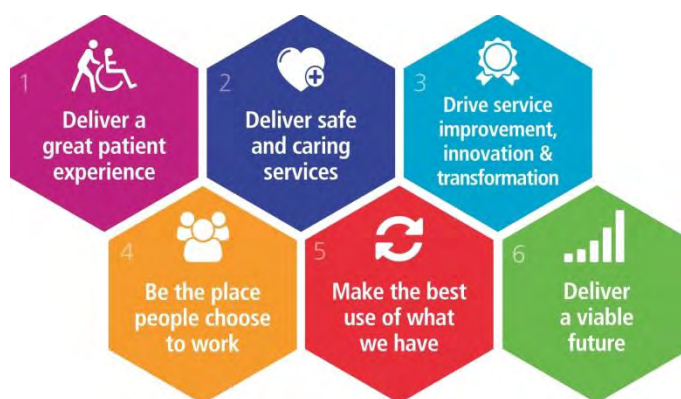 1
Deliver a
great patient
experience
2
Deliver safe
and caring
services
3
Drive service
improvement,
innovation &
transformation
4
Be the place
people choose
to work
5
Make the best
use of what
we have
6
Deliver
a viable
future